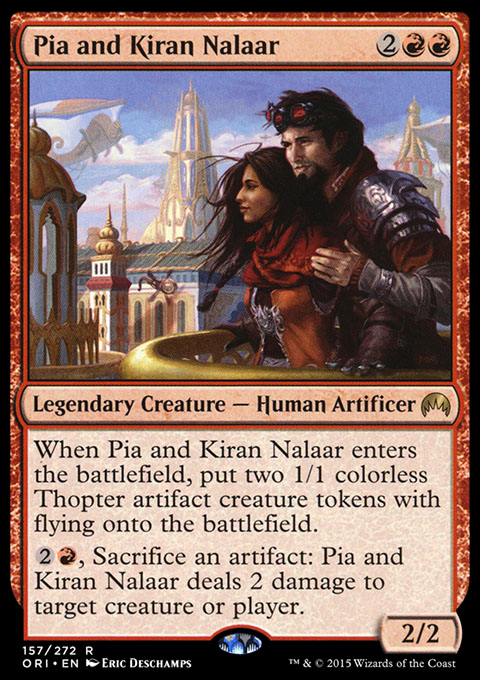 Pia and Kiran Nalaar 2
Legendary Creature — Human Artificer
When Pia and Kiran Nalaar enters
the battlefield, put two 1/1 colorless
Thopter artifact creature tokens with
flying onto the battlefield.
2, Sacrifice an artifact: Pia and
Kiran Nalaar deals 2 damage to
target creature or player.
2/2
157/272 R
ORI • EN Eric Deschamps
™ & © 2015 Wizards of the Coast